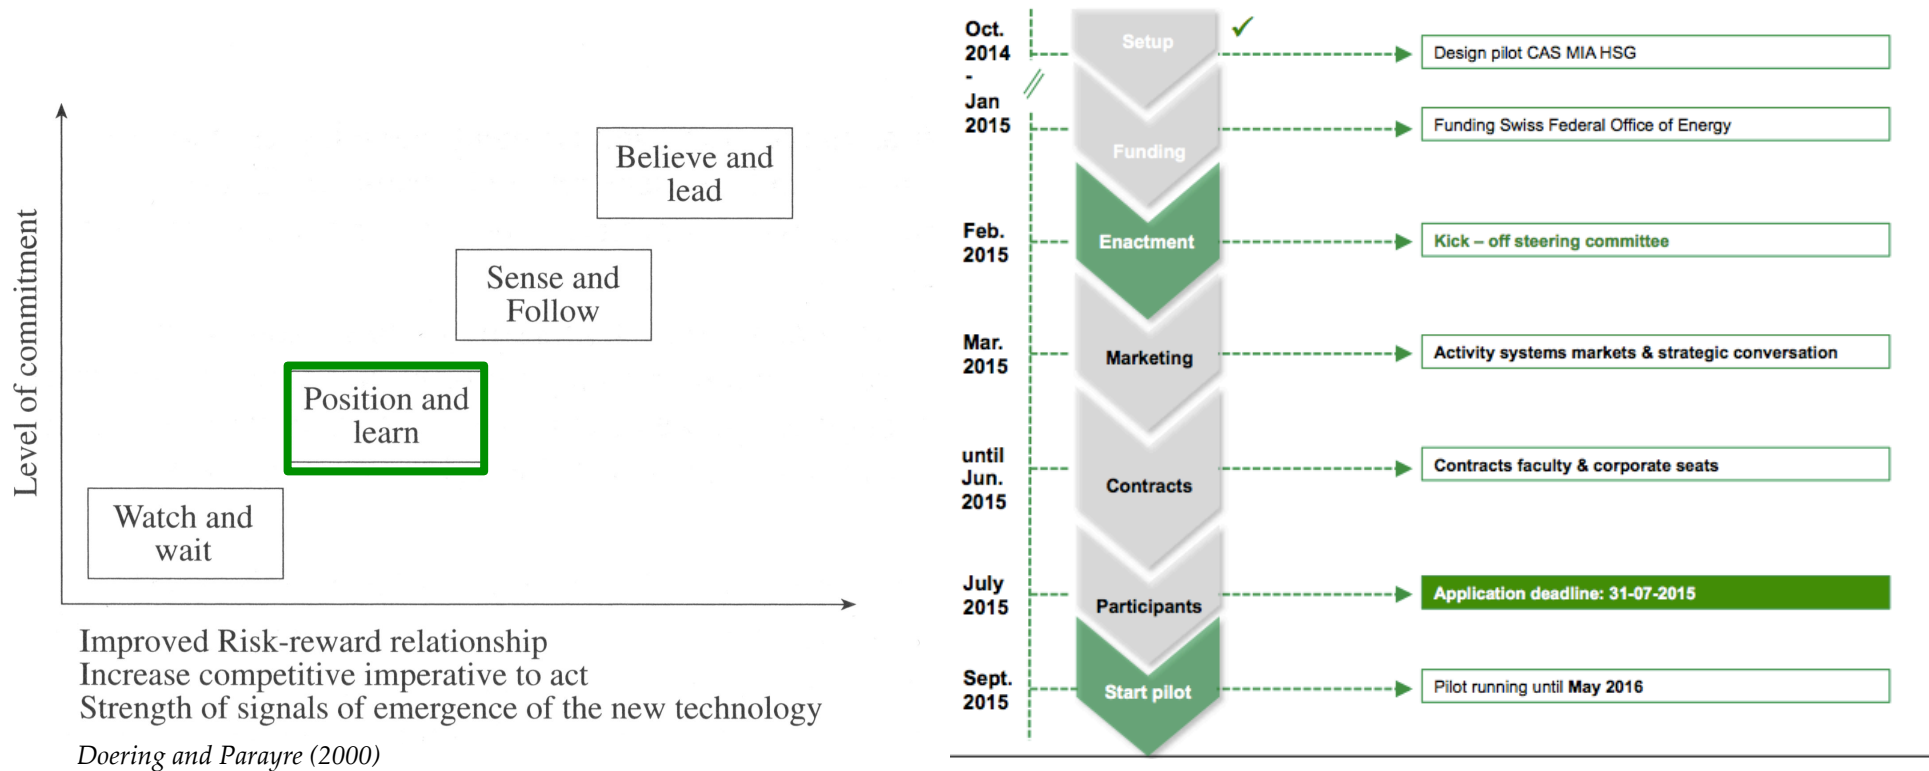 Level of commitment
Believe and
lead
Sense and
Follow
Position and
learn
Watch and
wait
Improved Risk-reward relationship
Increase competitive imperative to act
Strength of signals of emergence of the new technology
Doering and Parayre (2000)
Oct.
2014
-
Jan
2015
Setup
✓
Design pilot CAS MIA HSG
Funding
Funding Swiss Federal Office of Energy
Feb.
2015
Enactment
Kick – off steering committee
Mar.
2015
Marketing
Activity systems markets & strategic conversation
until
Jun.
2015
Contracts
Contracts faculty & corporate seats
July
2015
Participants
Application deadline: 31-07-2015
Sept.
2015
Start pilot
Pilot running until May 2016